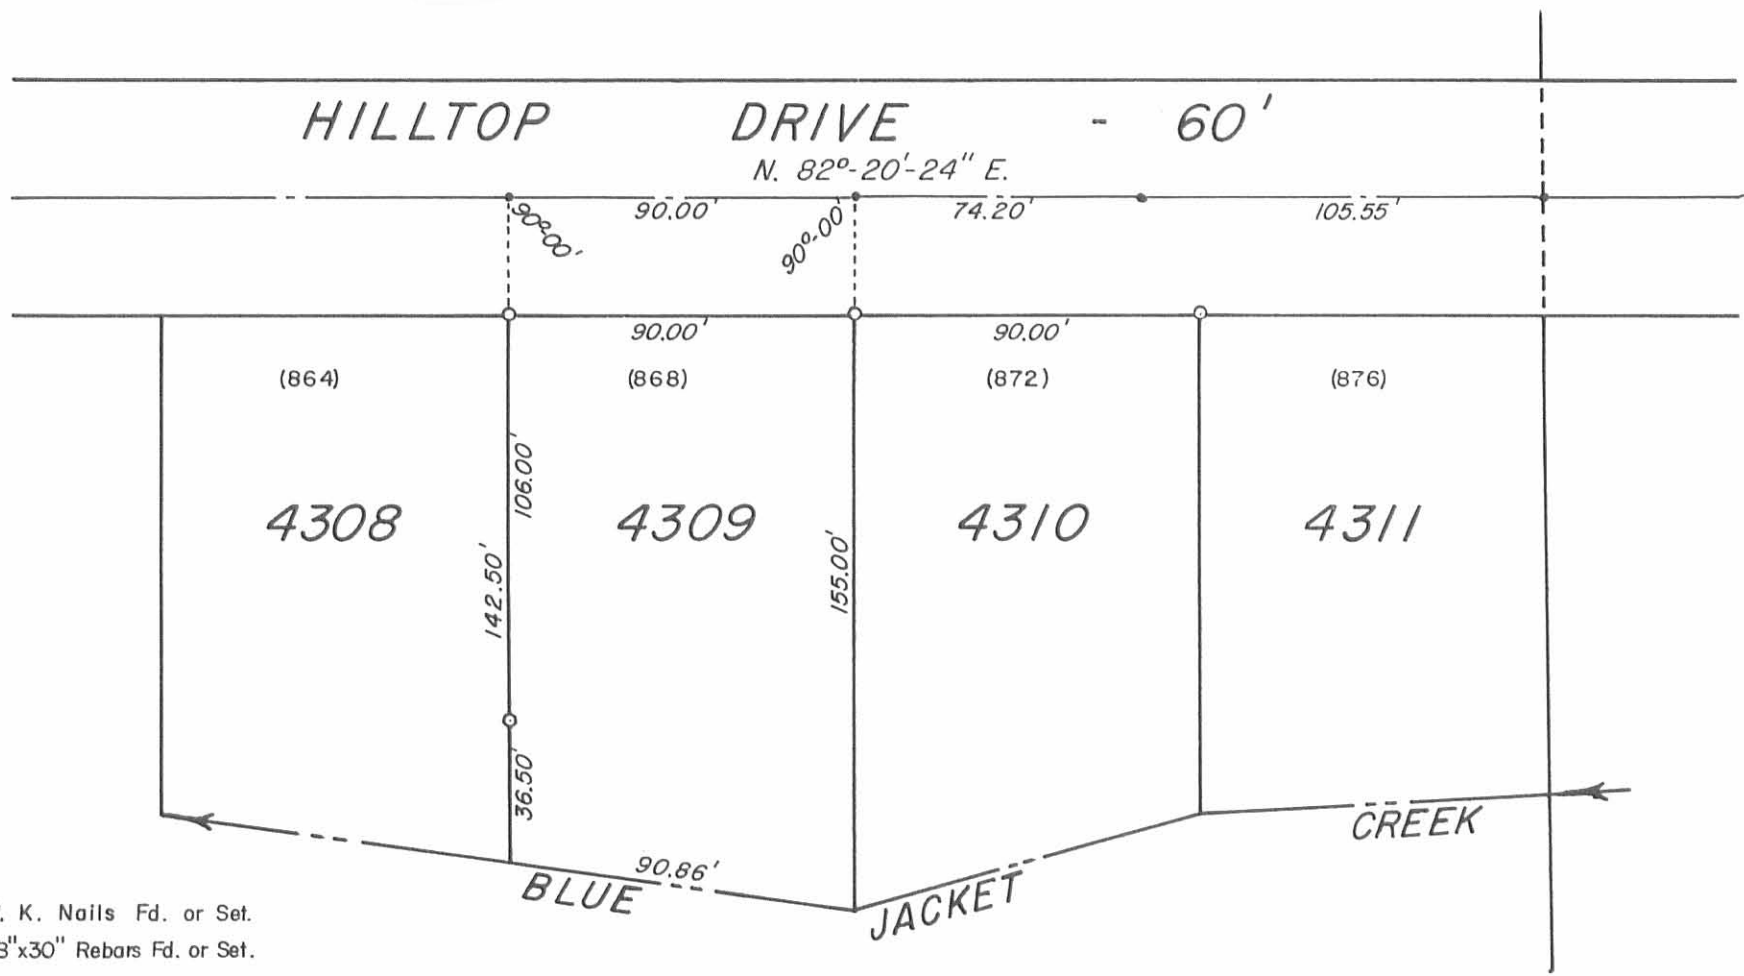 HILLTOP DRIVE - 60'
N. 82°-20'-24" E.
90.00' 74.20' 105.55'
90°-00' 90°-00'
90.00' 90.00'
(864) (868) (872) (876)
106.00'
4308 4309 4310 4311
142.50' 155.00'
36.50'
90.86'
BLUE JACKET CREEK
K. Nails Fd. or Set.
"x30" Rebars Fd. or Set.